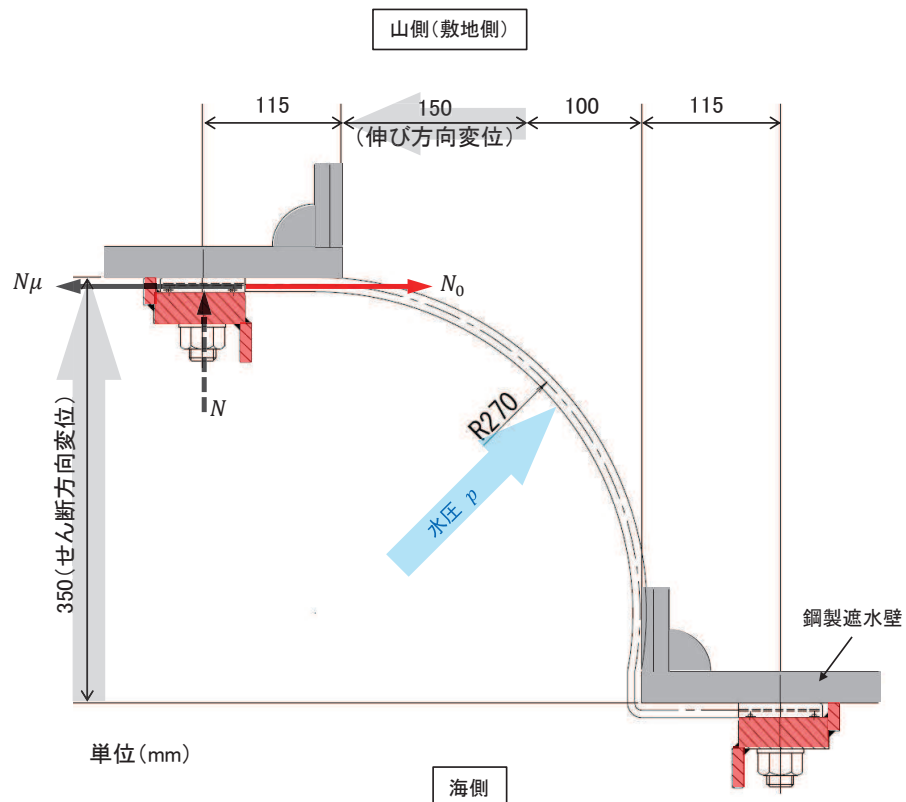 山側(敷地側)
115
150
100
115
(伸び方向変位)
Nμ
N₀
N
R270
水圧 p
350(せん断方向変位)
鋼製遮水壁
単位(mm)
海側